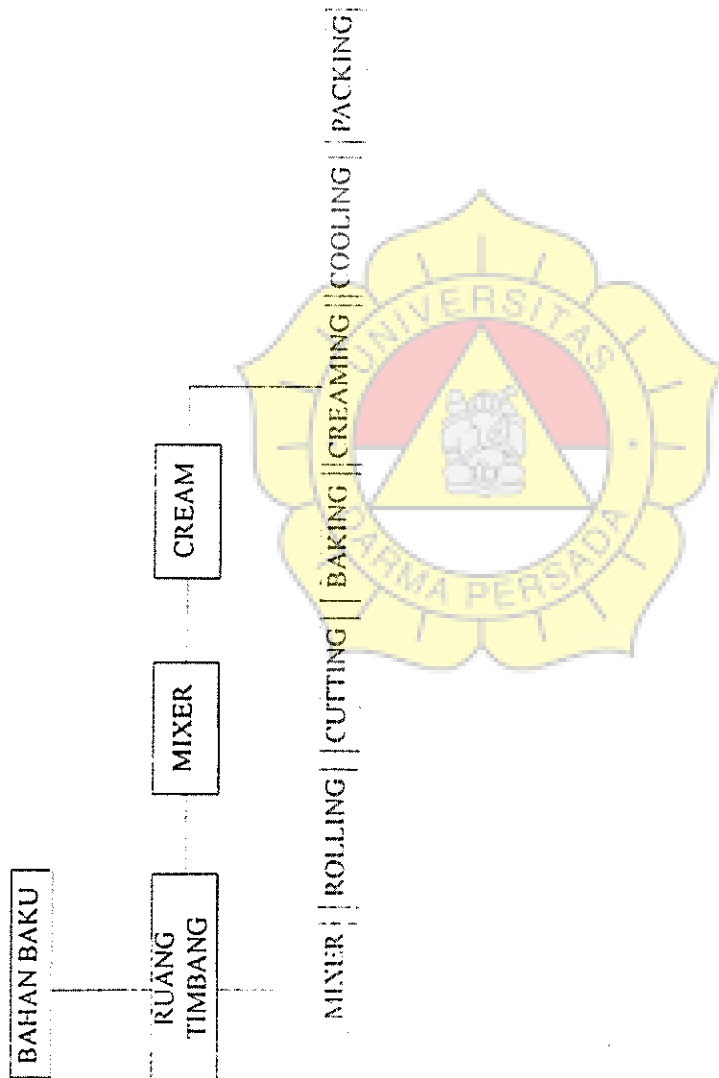 BAHAN BAKU
RUANG
TIMBANG
MIXER
CREAM
MIXER
ROLLING
CUTTING
BAKING
CREAMING
COOLING
PACKING
UNIVERSITAS
DARMA PERSADA